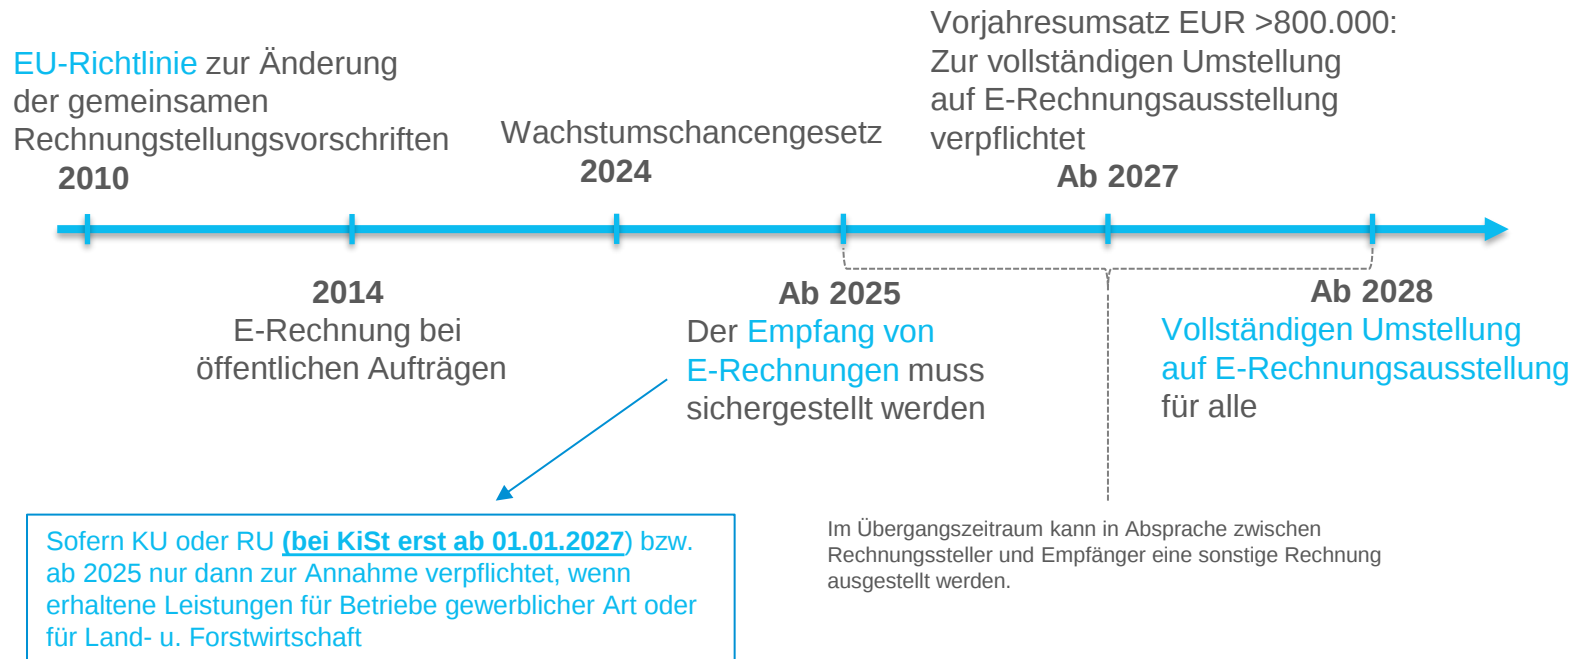 EU-Richtlinie zur Änderung
der gemeinsamen
Rechnungstellungsvorschriften
2010
Wachstumschancengesetz
2024
Vorjahresumsatz EUR >800.000:
Zur vollständigen Umstellung
auf E-Rechnungsausstellung
verpflichtet
Ab 2027
2014
E-Rechnung bei
öffentlichen Aufträgen
Ab 2025
Der Empfang von
E-Rechnungen muss
sichergestellt werden
Ab 2028
Vollständigen Umstellung
auf E-Rechnungsausstellung
für alle
Sofern KU oder RU (bei KiSt erst ab 01.01.2027) bzw.
ab 2025 nur dann zur Annahme verpflichtet, wenn
erhaltene Leistungen für Betriebe gewerblicher Art oder
für Land- u. Forstwirtschaft
Im Übergangszeitraum kann in Absprache zwischen
Rechnungssteller und Empfänger eine sonstige Rechnung
ausgestellt werden.